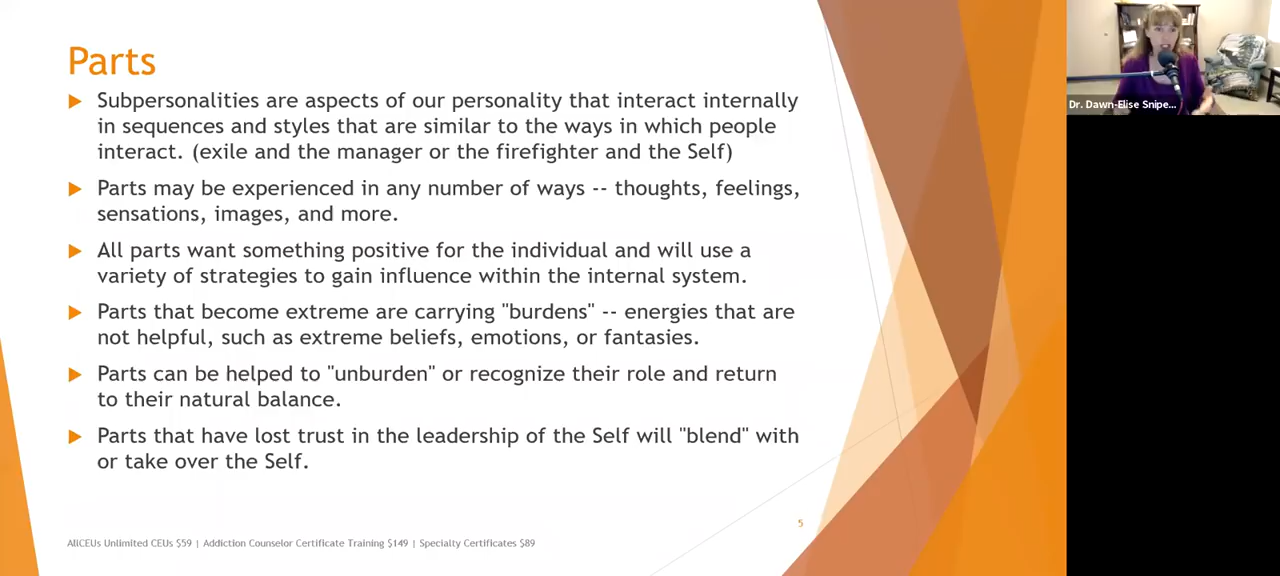 Parts
Subpersonalities are aspects of our personality that interact internally
in sequences and styles that are similar to the ways in which people
interact. (exile and the manager or the firefighter and the Self)
Parts may be experienced in any number of ways -- thoughts, feelings,
sensations, images, and more.
All parts want something positive for the individual and will use a
variety of strategies to gain influence within the internal system.
Parts that become extreme are carrying "burdens" -- energies that are
not helpful, such as extreme beliefs, emotions, or fantasies.
Parts can be helped to "unburden" or recognize their role and return
to their natural balance.
Parts that have lost trust in the leadership of the Self will "blend" with
or take over the Self.
5
AllCEUs Unlimited CEUs $59 | Addiction Counselor Certificate Training $149 | Specialty Certificates $89
Dr. Dawn-Elise Snipe...